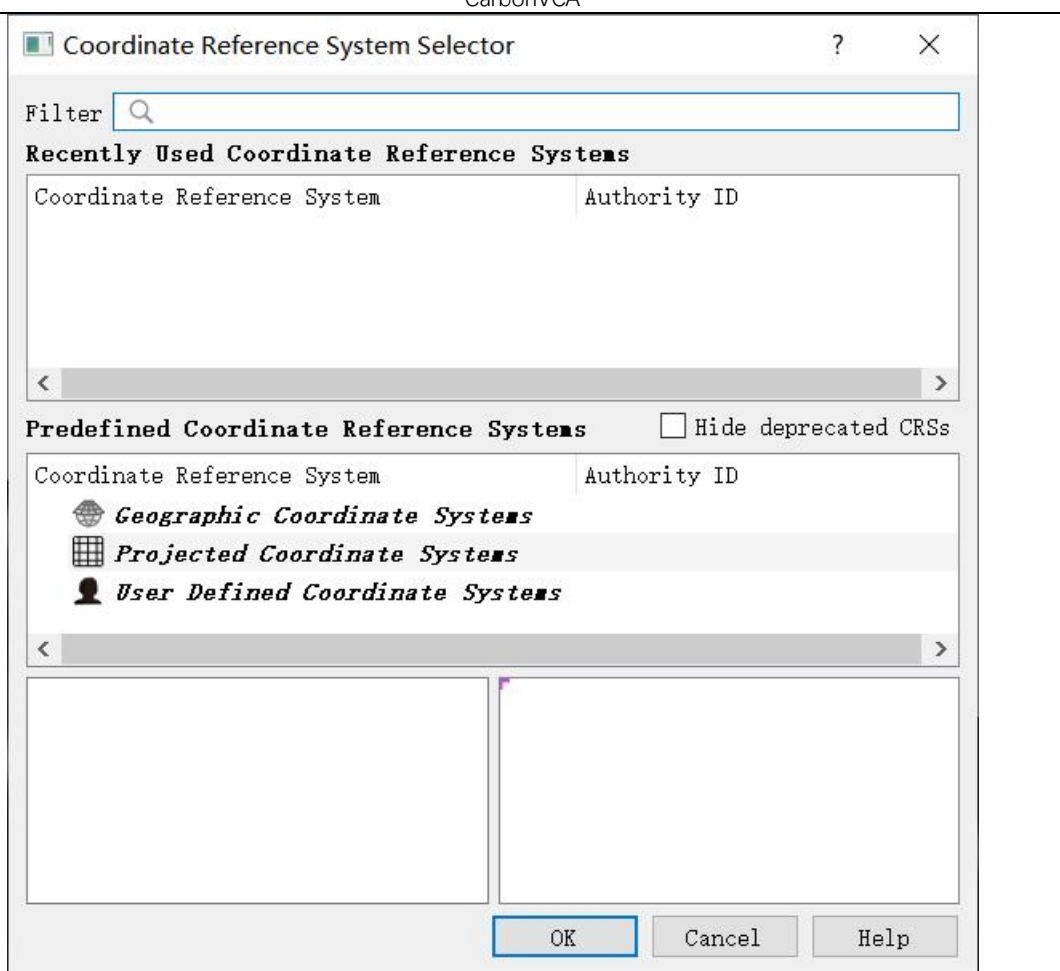 CarbonVCA
Coordinate Reference System Selector ? ×
Filter
Recently Used Coordinate Reference Systems
Coordinate Reference System Authority ID
Predefined Coordinate Reference Systems Hide deprecated CRSs
Coordinate Reference System Authority ID
Geographic Coordinate Systems
Projected Coordinate Systems
User Defined Coordinate Systems
OK Cancel Help